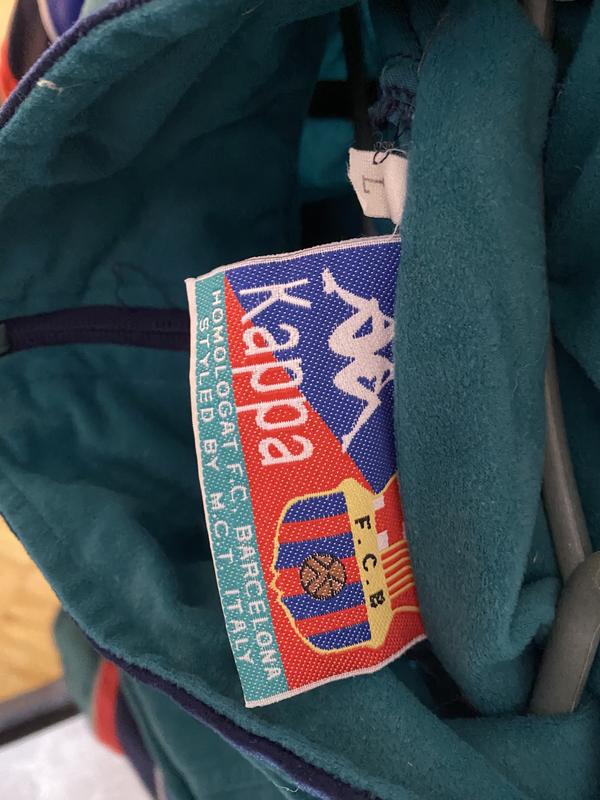 L
Kappa
F.C.B
HOMOLOGAT F.C. BARCELONA
STYLED BY M.C.T. ITALY